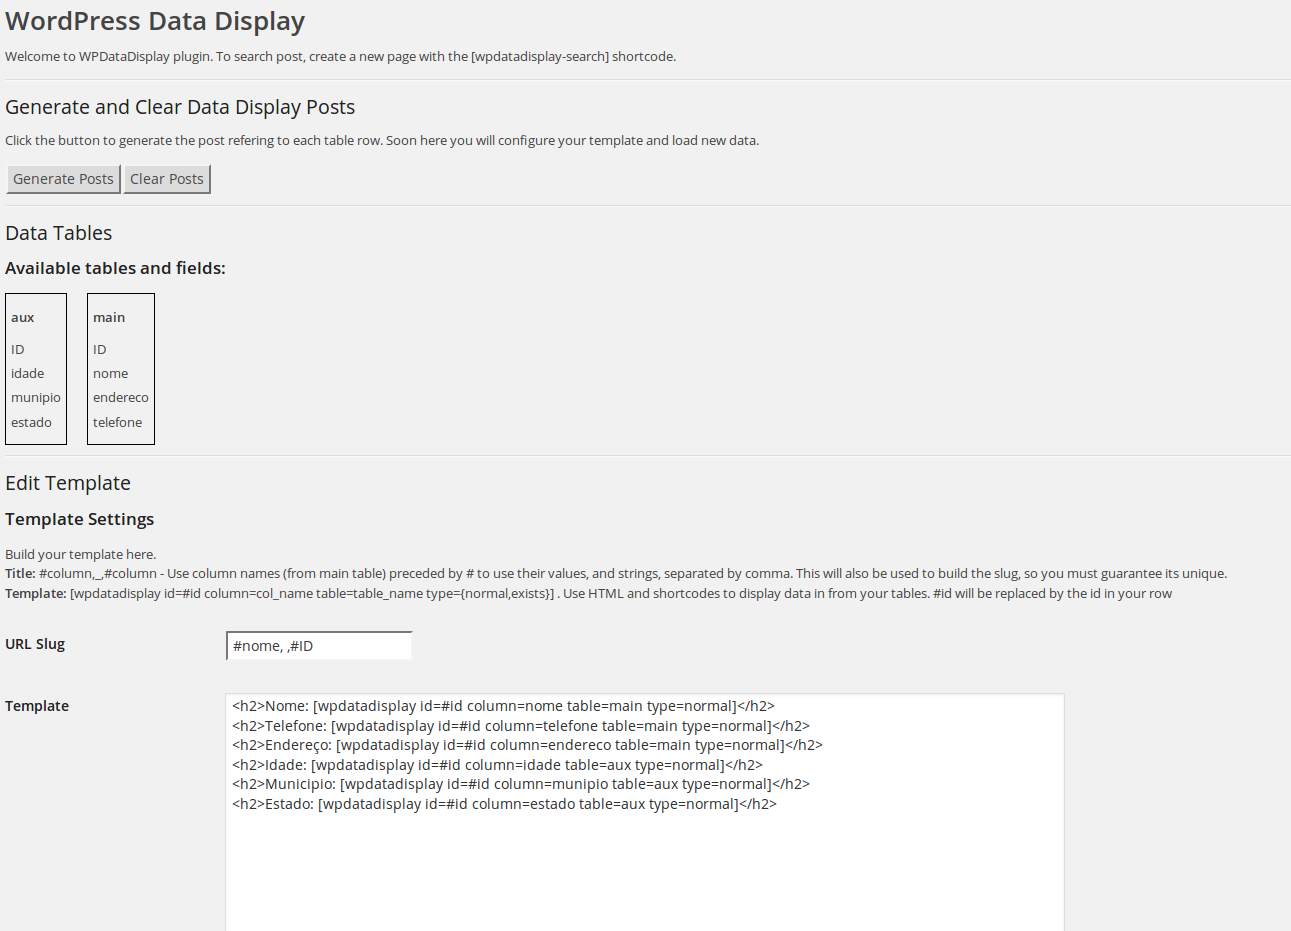 WordPress Data Display
Welcome to WPDataDisplay plugin. To search post, create a new page with the [wpdatadisplay-search] shortcode.
Generate and Clear Data Display Posts
Click the button to generate the post refering to each table row. Soon here you will configure your template and load new data.
Generate Posts Clear Posts
Data Tables
Available tables and fields:
aux
ID
idade
munipio
estado
main
ID
nome
endereco
telefone
Edit Template
Template Settings
Build your template here.
Title: #column,_,#column - Use column names (from main table) preceded by # to use their values, and strings, separated by comma. This will also be used to build the slug, so you must guarantee its unique.
Template: [wpdatadisplay id=#id column=col_name table=table_name type={normal,exists}] . Use HTML and shortcodes to display data in from your tables. #id will be replaced by the id in your row
URL Slug #nome, ,#ID
Template
<h2>Nome: [wpdatadisplay id=#id column=nome table=main type=normal]</h2>
<h2>Telefone: [wpdatadisplay id=#id column=telefone table=main type=normal]</h2>
<h2>Endereço: [wpdatadisplay id=#id column=endereco table=main type=normal]</h2>
<h2>Idade: [wpdatadisplay id=#id column=idade table=aux type=normal]</h2>
<h2>Municipio: [wpdatadisplay id=#id column=munipio table=aux type=normal]</h2>
<h2>Estado: [wpdatadisplay id=#id column=estado table=aux type=normal]</h2>